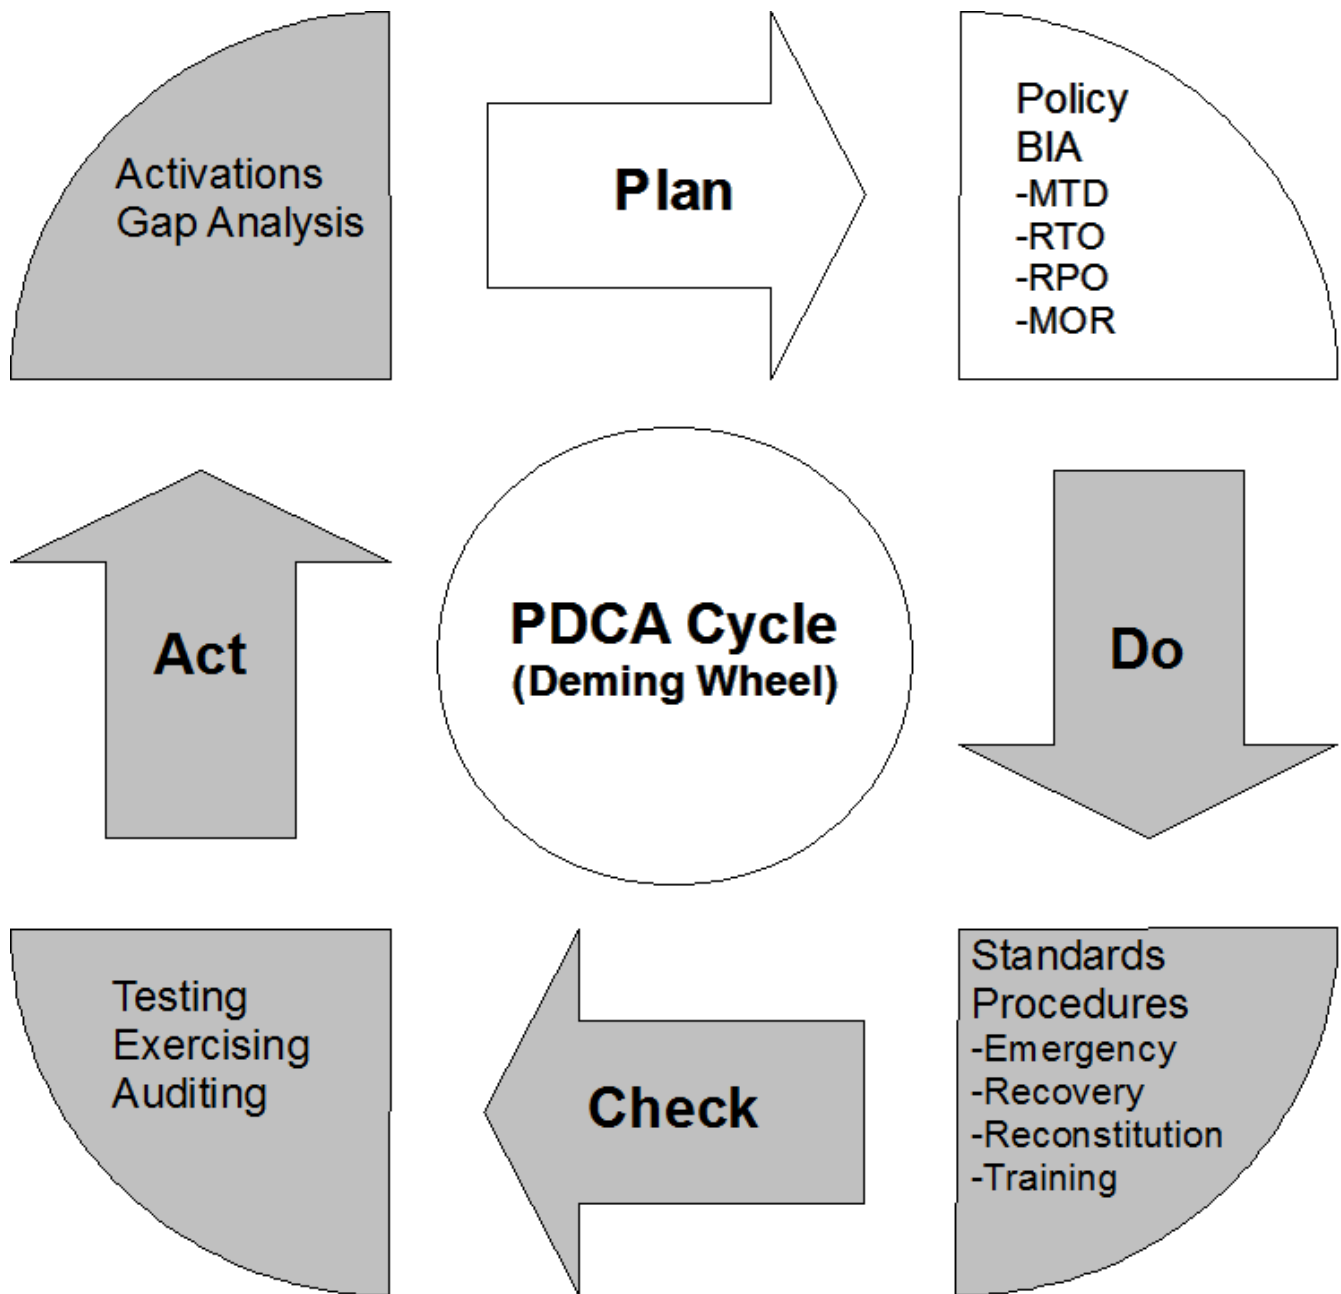 Activations
Gap Analysis
Plan
Policy
BIA
-MTD
-RTO
-RPO
-MOR
Act
PDCA Cycle
(Deming Wheel)
Do
Testing
Exercising
Auditing
Check
Standards
Procedures
-Emergency
-Recovery
-Reconstitution
-Training